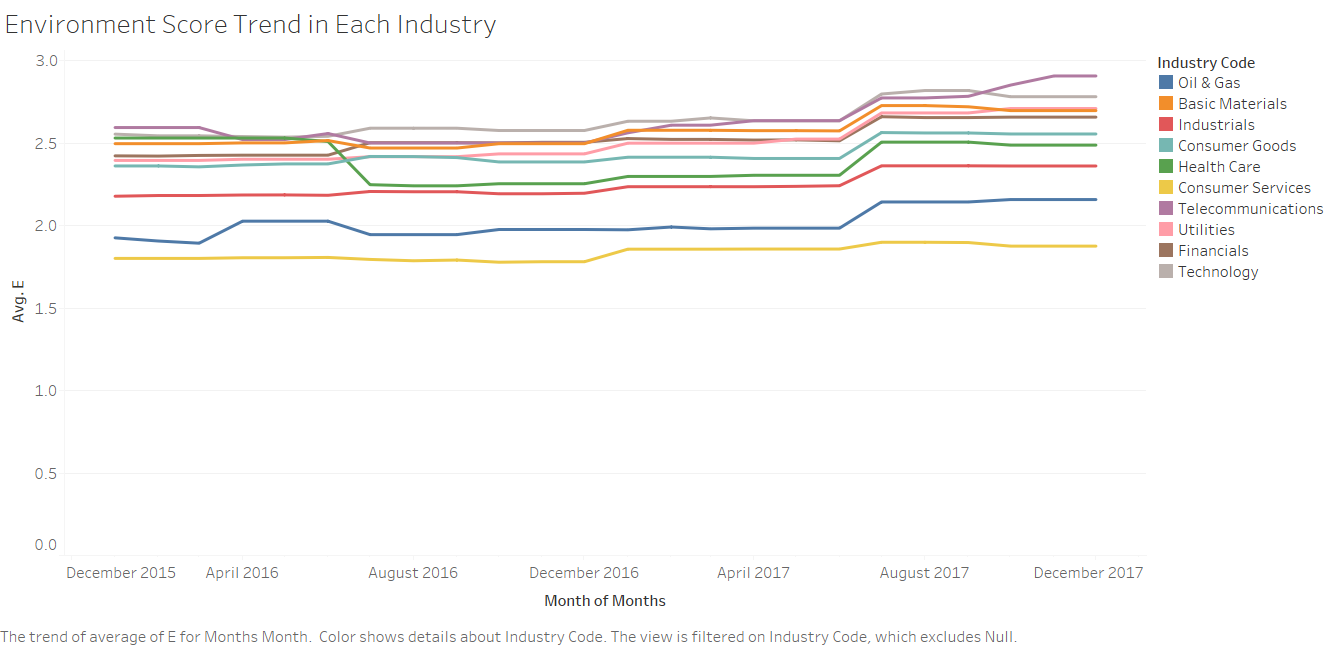 Environment Score Trend in Each Industry
3.0
2.5
2.0
1.5
1.0
0.5
0.0
Avg. E
December 2015 April 2016 August 2016 December 2016 April 2017 August 2017 December 2017
Month of Months
Industry Code
Oil & Gas
Basic Materials
Industrials
Consumer Goods
Health Care
Consumer Services
Telecommunications
Utilities
Financials
Technology
The trend of average of E for Months Month.  Color shows details about Industry Code. The view is filtered on Industry Code, which excludes Null.